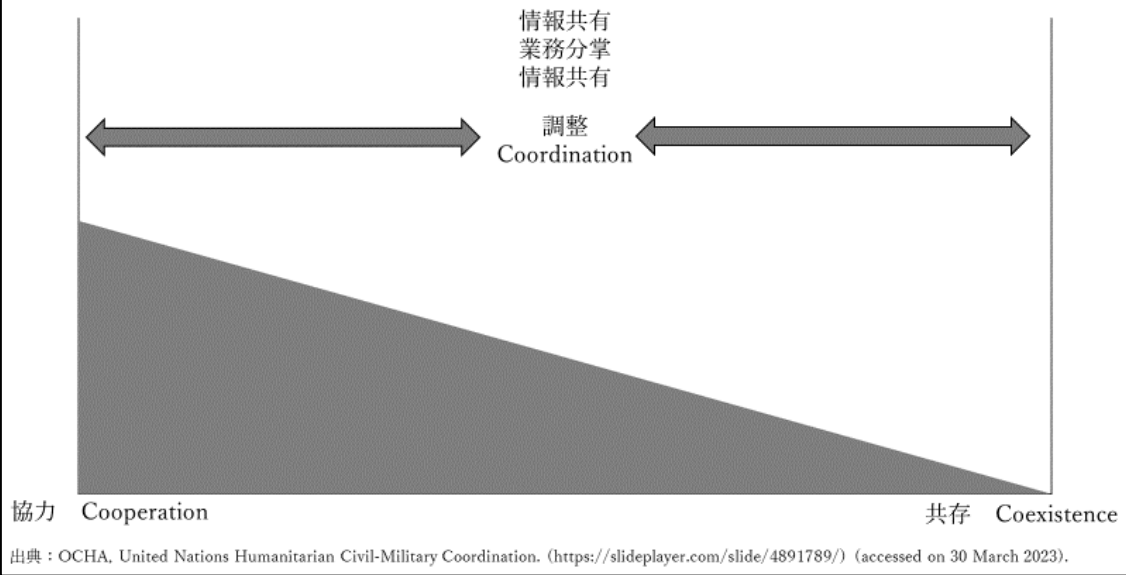 情報共有
業務分掌
情報共有
調整
Coordination
協力 Cooperation
共存 Coexistence
出典：OCHA, United Nations Humanitarian Civil-Military Coordination. (https://slideplayer.com/slide/4891789/) (accessed on 30 March 2023).